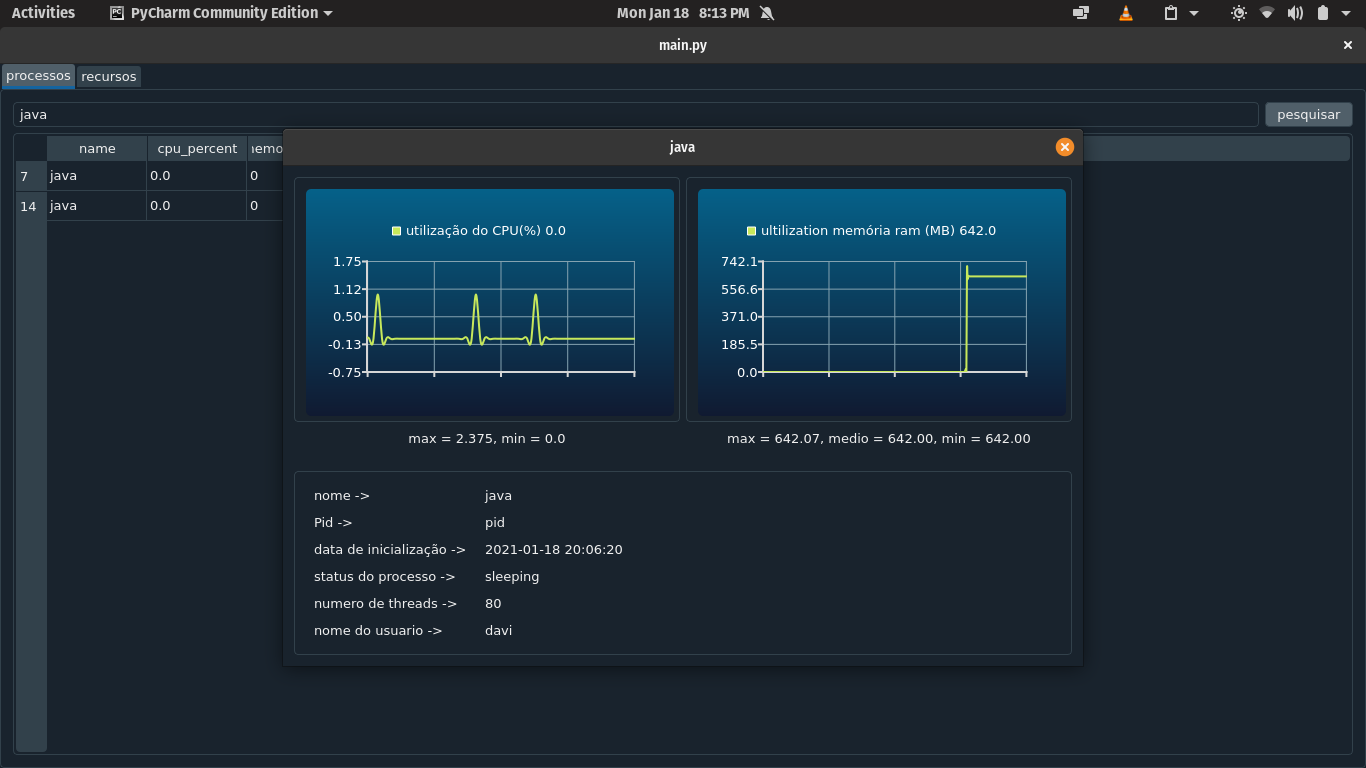 Activities PyCharm Community Edition Mon Jan 18 8:13 PM
main.py
processos recursos
java pesquisar
name cpu_percent
7 java 0.0 0
14 java 0.0 0
java
utilização do CPU(%) 0.0
1.75
1.12
0.50
-0.13
-0.75
max = 2.375, min = 0.0
ultilization memória ram (MB) 642.0
742.1
556.6
371.0
185.5
0.0
max = 642.07, medio = 642.00, min = 642.00
nome -> java
Pid -> pid
data de inicialização -> 2021-01-18 20:06:20
status do processo -> sleeping
numero de threads -> 80
nome do usuario -> davi